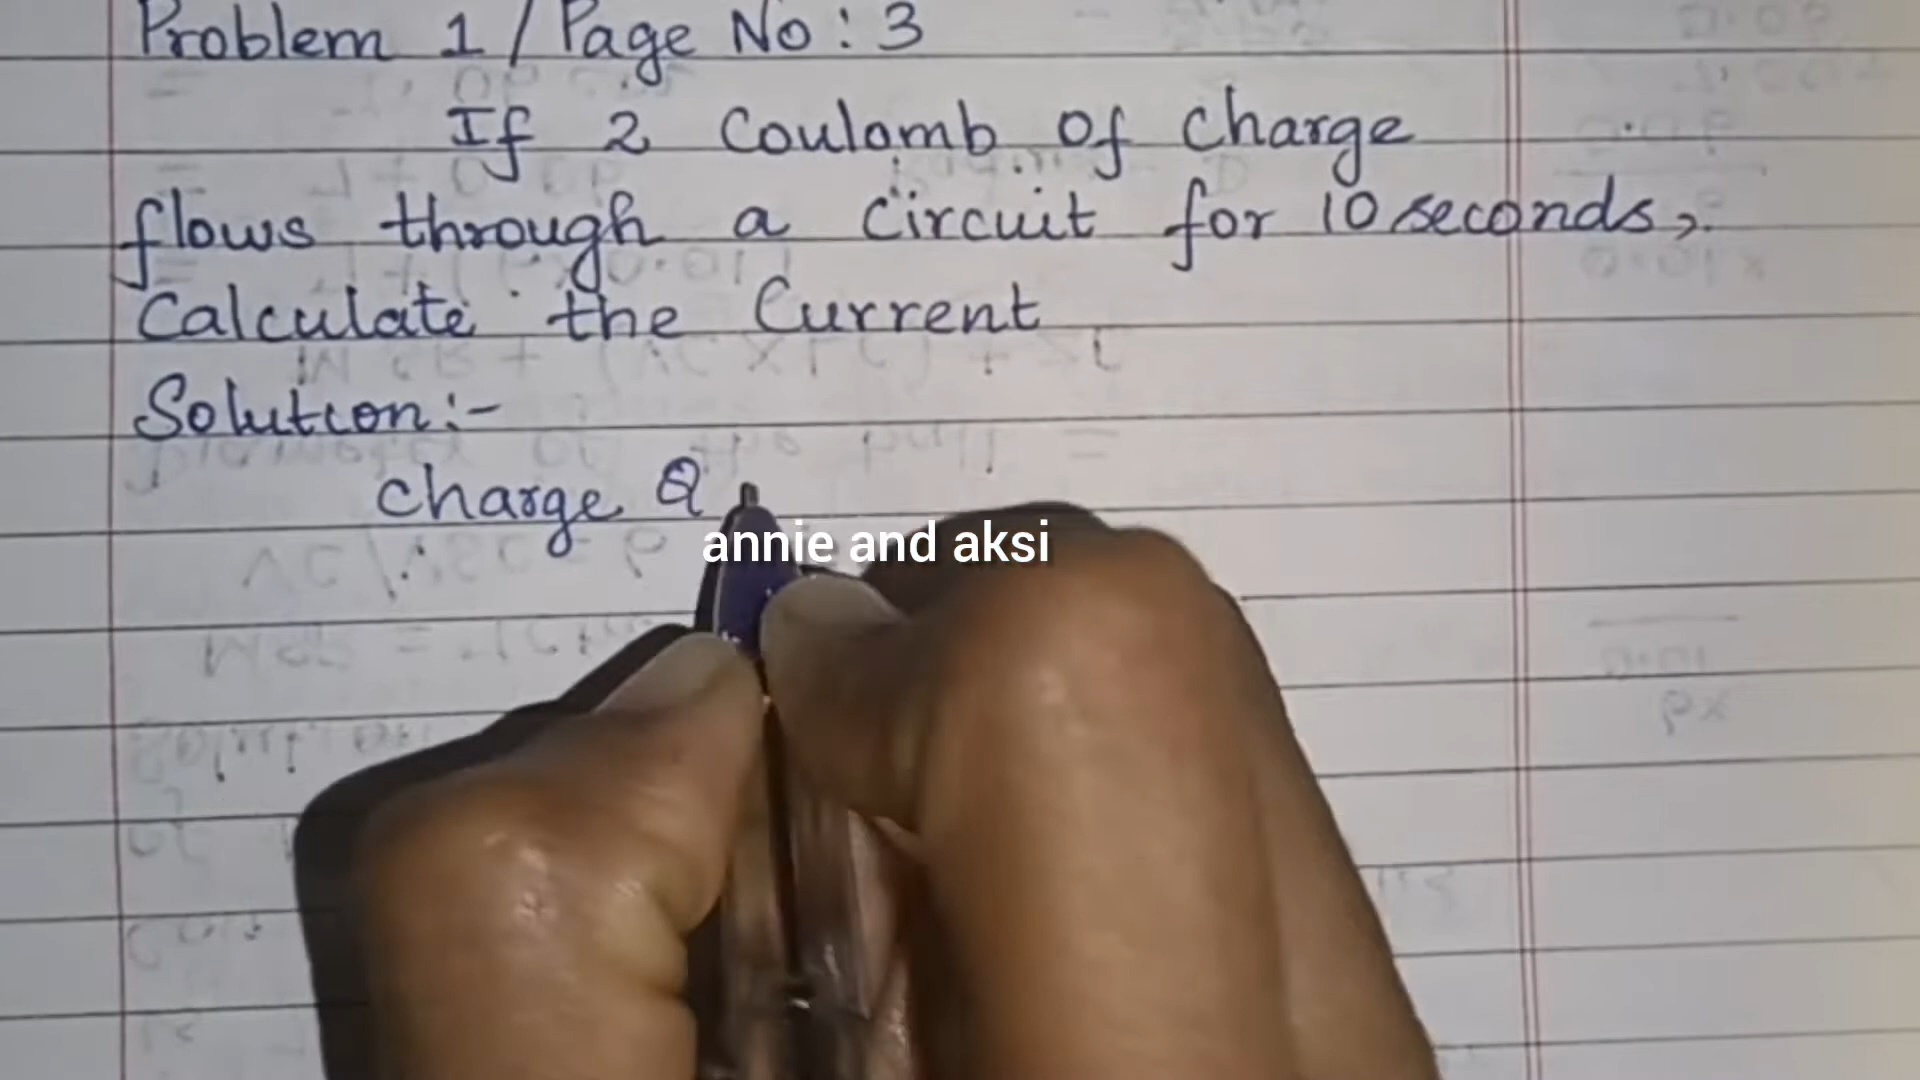 Problem 1 / Page No : 3
If 2 Coulomb of charge
flows through a circuit for 10 seconds,
Calculate the Current
Solution:-
charge Q
annie and aksi